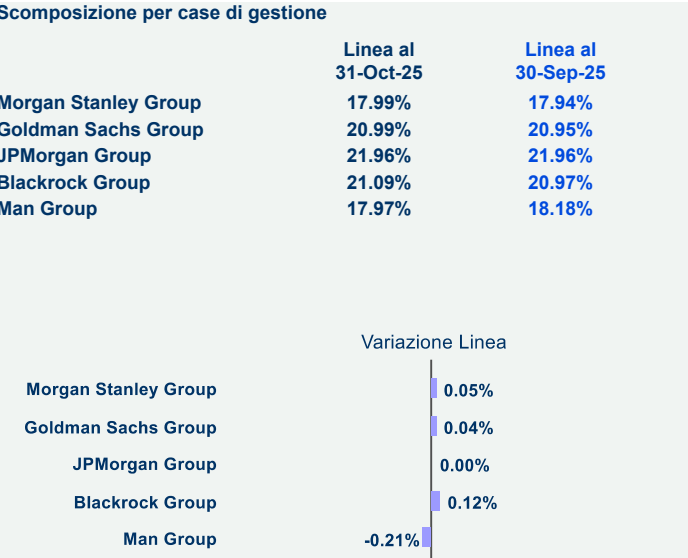 Scomposizione per case di gestione
Linea al Linea al
31-Oct-25 30-Sep-25
Morgan Stanley Group 17.99% 17.94%
Goldman Sachs Group 20.99% 20.95%
JPMorgan Group 21.96% 21.96%
Blackrock Group 21.09% 20.97%
Man Group 17.97% 18.18%
Variazione Linea
Morgan Stanley Group 0.05%
Goldman Sachs Group 0.04%
JPMorgan Group 0.00%
Blackrock Group 0.12%
Man Group -0.21%